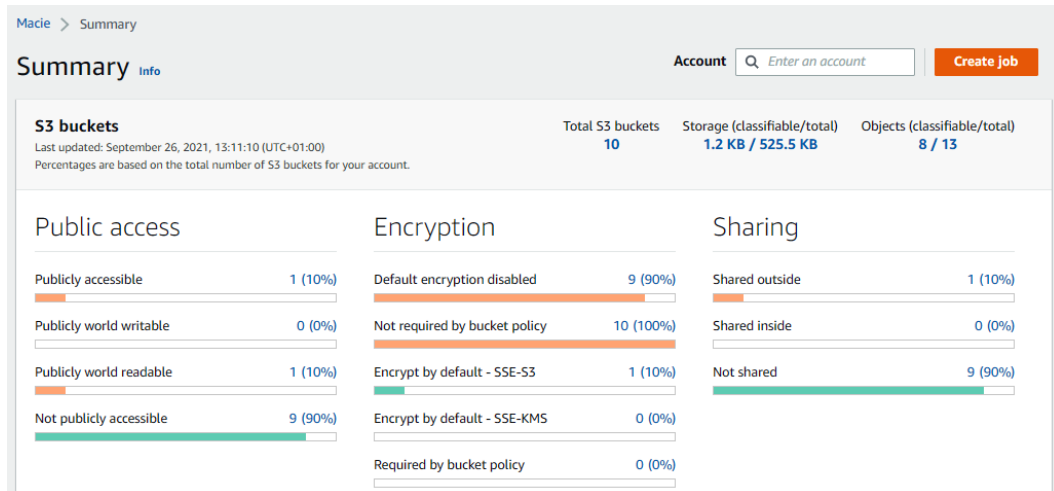 Macie > Summary
Summary Info
Account Enter an account Create job
S3 buckets
Last updated: September 26, 2021, 13:11:10 (UTC+01:00)
Percentages are based on the total number of S3 buckets for your account.
Total S3 buckets
10
Storage (classifiable/total)
1.2 KB / 525.5 KB
Objects (classifiable/total)
8 / 13
Public access
Publicly accessible 1 (10%)
Publicly world writable 0 (0%)
Publicly world readable 1 (10%)
Not publicly accessible 9 (90%)
Encryption
Default encryption disabled 9 (90%)
Not required by bucket policy 10 (100%)
Encrypt by default - SSE-S3 1 (10%)
Encrypt by default - SSE-KMS 0 (0%)
Required by bucket policy 0 (0%)
Sharing
Shared outside 1 (10%)
Shared inside 0 (0%)
Not shared 9 (90%)